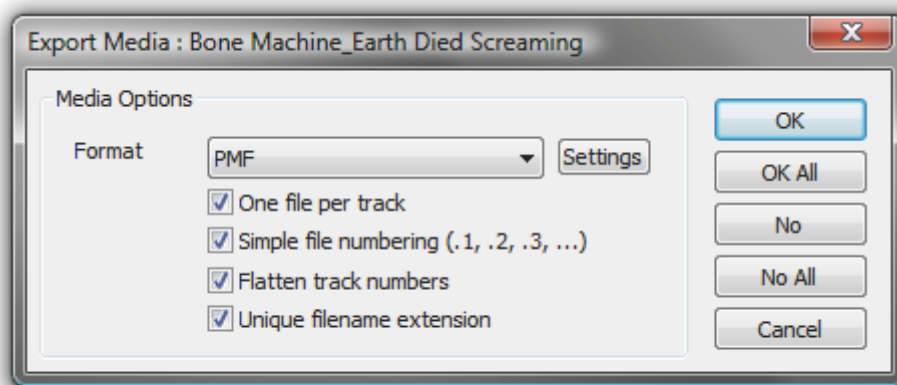 Export Media : Bone Machine_Earth Died Screaming
Media Options
Format
PMF
Settings
One file per track
Simple file numbering (.1, .2, .3, ...)
Flatten track numbers
Unique filename extension
OK
OK All
No
No All
Cancel